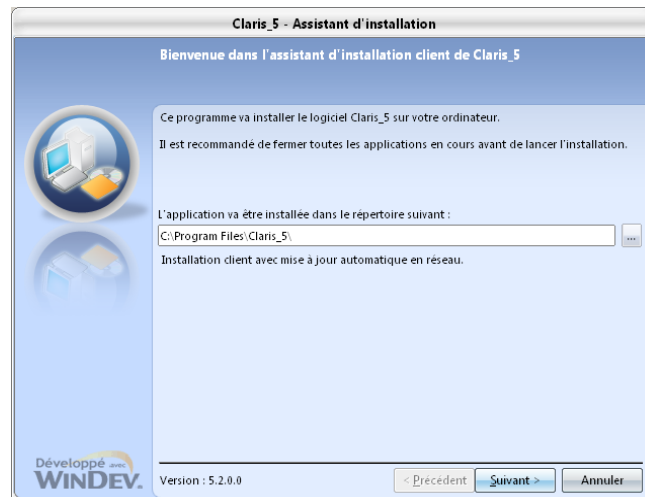 Claris_5 - Assistant d'installation
Bienvenue dans l'assistant d'installation client de Claris_5
Ce programme va installer le logiciel Claris_5 sur votre ordinateur.
Il est recommandé de fermer toutes les applications en cours avant de lancer l'installation.
L'application va être installée dans le répertoire suivant :
C:\Program Files\Claris_5\
...
Installation client avec mise à jour automatique en réseau.
Développé avec
WINDEV.
Version : 5.2.0.0
< Précédent
Suivant >
Annuler